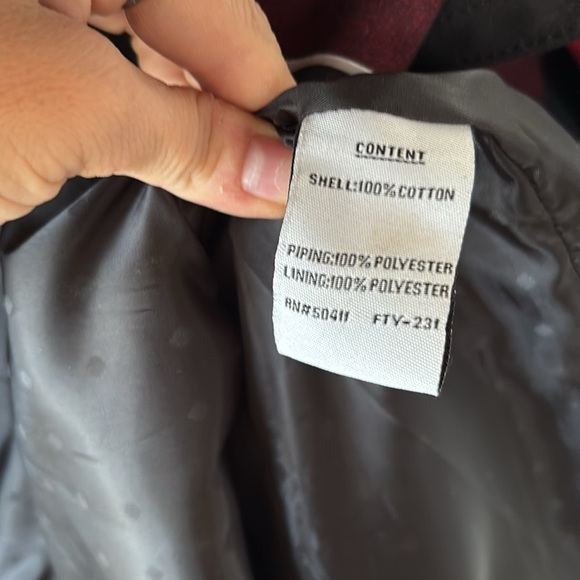 CONTENT
SHELL:100% COTTON
PIPING:100% POLYESTER
LINING:100% POLYESTER
RN#50411 FTY-231